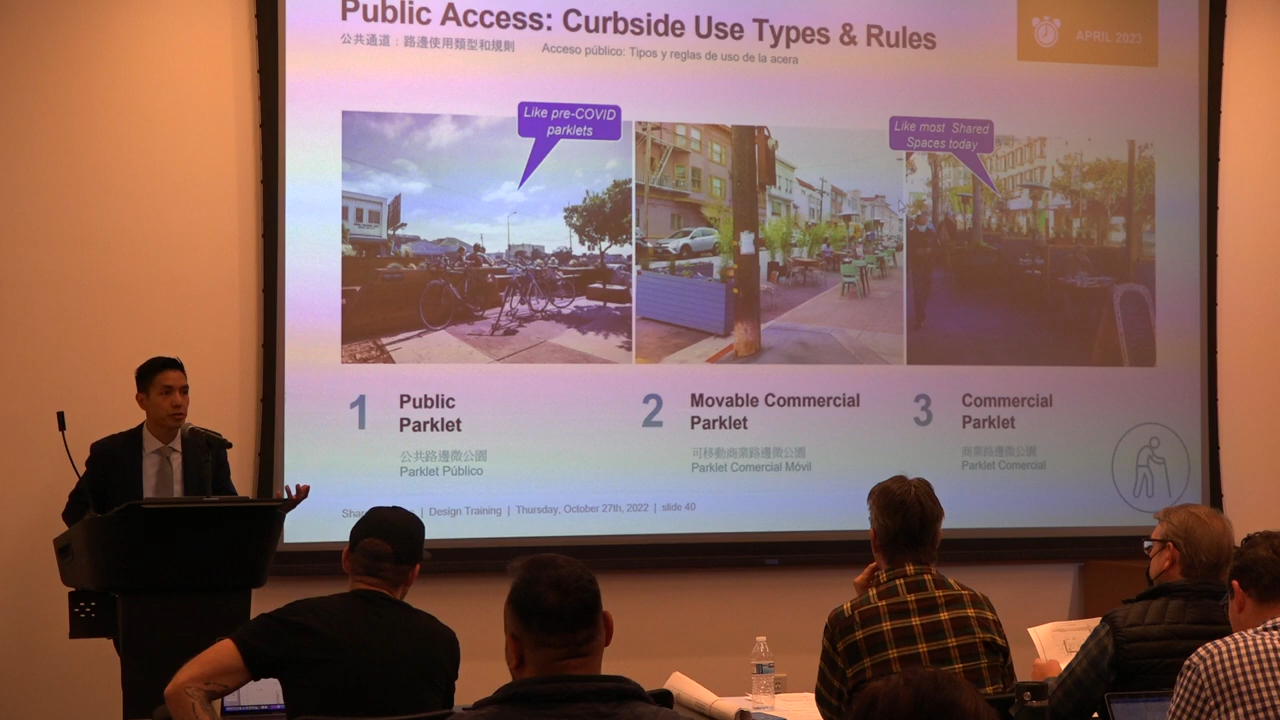 Public Access: Curbside Use Types & Rules
公共通道：路邊使用類型和規則
Acceso público: Tipos y reglas de uso de la acera
APRIL 2023
Like pre-COVID
parklets
Like most Shared
Spaces today
1
Public
Parklet
公共路邊微公園
Parklet Público
2
Movable Commercial
Parklet
可移動商業路邊微公園
Parklet Comercial Móvil
3
Commercial
Parklet
商業路邊微公園
Parklet Comercial
| Design Training | Thursday, October 27th, 2022 | slide 40